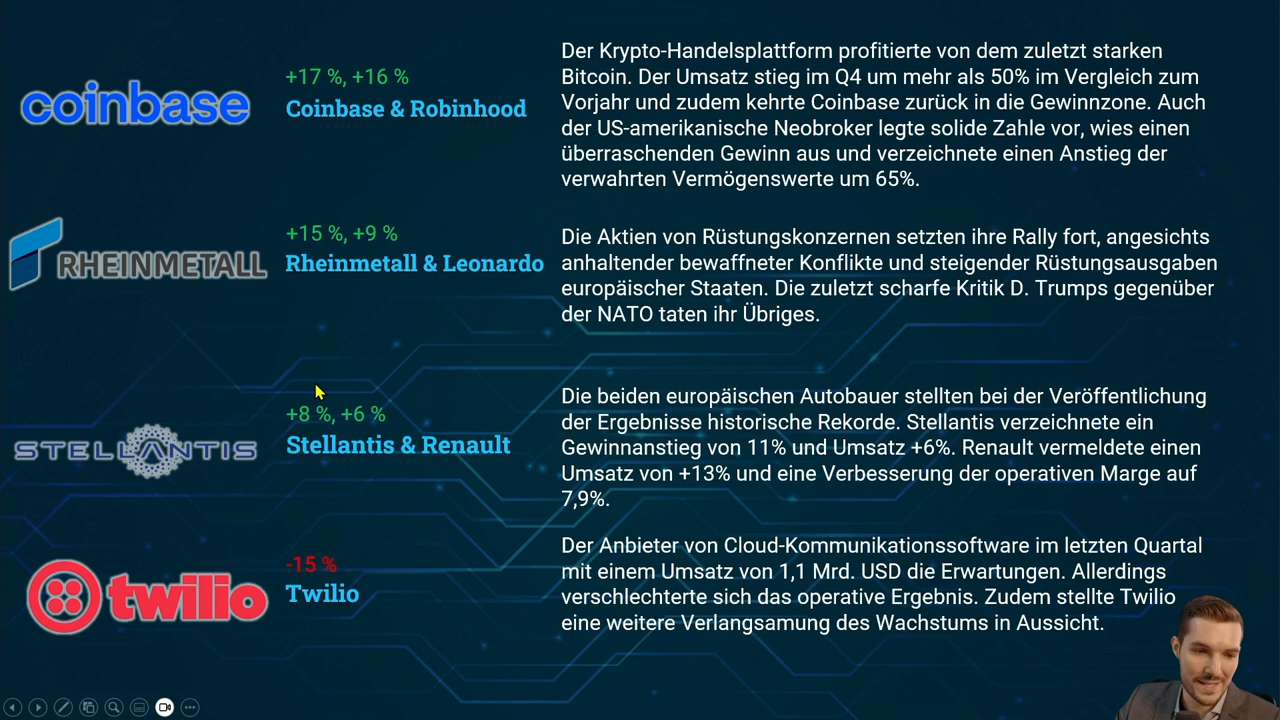 coinbase
+17 %, +16 %
Coinbase & Robinhood
Der Krypto-Handelsplattform profitierte von dem zuletzt starken
Bitcoin. Der Umsatz stieg im Q4 um mehr als 50% im Vergleich zum
Vorjahr und zudem kehrte Coinbase zurück in die Gewinnzone. Auch
der US-amerikanische Neobroker legte solide Zahle vor, wies einen
überraschenden Gewinn aus und verzeichnete einen Anstieg der
verwahrten Vermögenswerte um 65%.
RHEINMETALL
+15 %, +9 %
Rheinmetall & Leonardo
Die Aktien von Rüstungskonzernen setzten ihre Rally fort, angesichts
anhaltender bewaffneter Konflikte und steigender Rüstungsausgaben
europäischer Staaten. Die zuletzt scharfe Kritik D. Trumps gegenüber
der NATO taten ihr Übriges.
STELLANTIS
+8 %, +6 %
Stellantis & Renault
Die beiden europäischen Autobauer stellten bei der Veröffentlichung
der Ergebnisse historische Rekorde. Stellantis verzeichnete ein
Gewinnanstieg von 11% und Umsatz +6%. Renault vermeldete einen
Umsatz von +13% und eine Verbesserung der operativen Marge auf
7,9%.
twilio
-15 %
Twilio
Der Anbieter von Cloud-Kommunikationssoftware im letzten Quartal
mit einem Umsatz von 1,1 Mrd. USD die Erwartungen. Allerdings
verschlechterte sich das operative Ergebnis. Zudem stellte Twilio
eine weitere Verlangsamung des Wachstums in Aussicht.